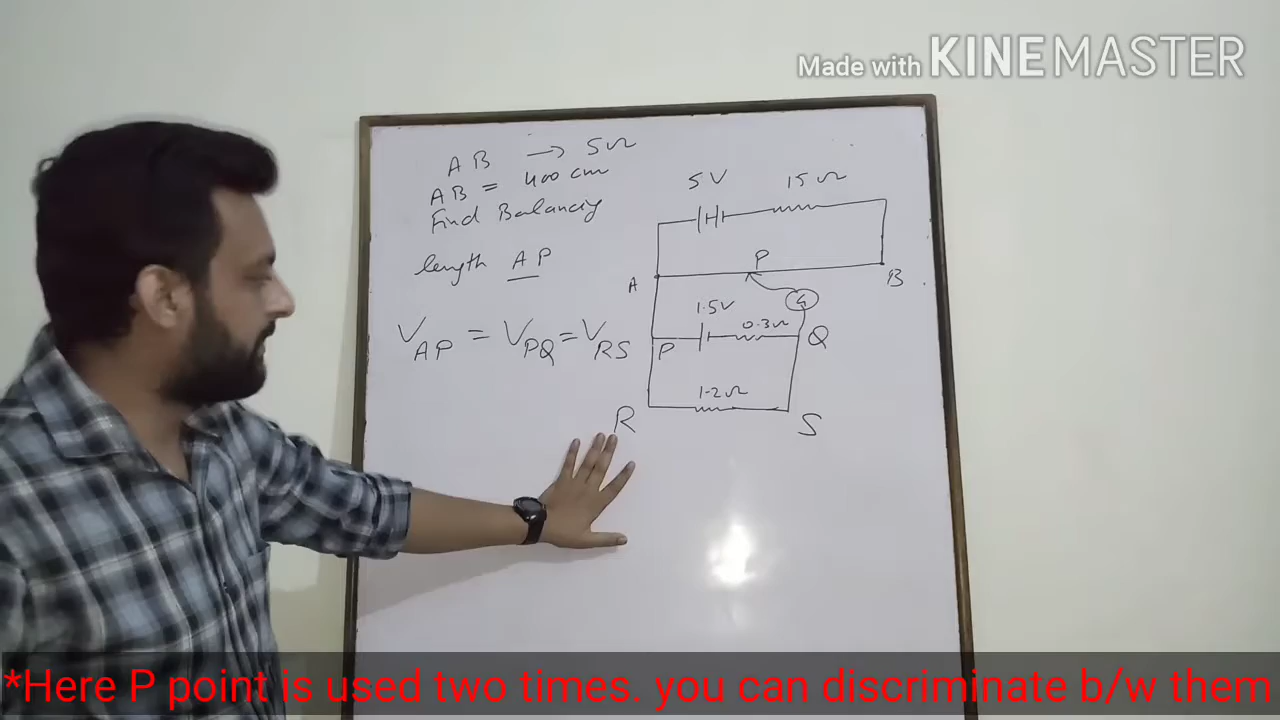 Made with KINEMASTER
AB → 5Ω
AB = 400 cm
Find Balancing
length AP
V_AP = V_PQ = V_RS
5V 15Ω
P
A B
1.5V G
0.3Ω
P Q
1.2Ω
R S
*Here P point is used two times. you can discriminate b/w them